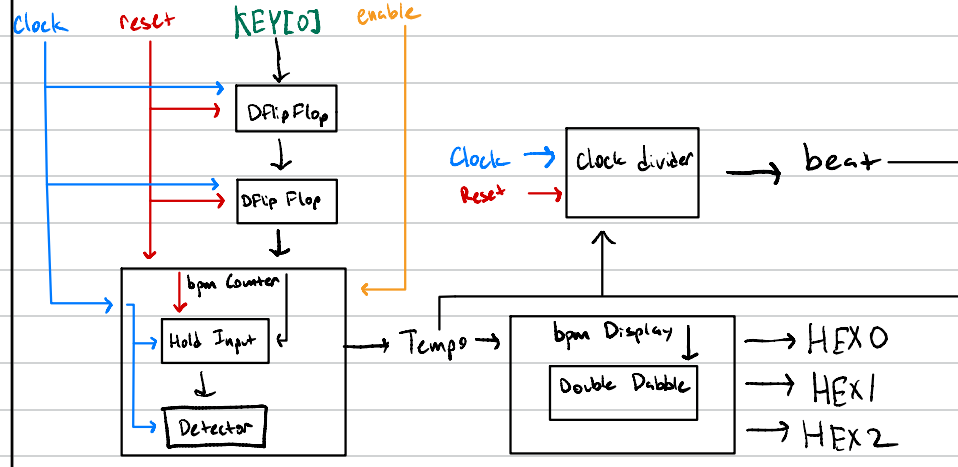 Clock reset KEY[0] enable
DFlipFlop
Clock
Reset
Clock divider
beat
DFlip Flop
bpm Counter
Hold Input
Detector
Tempo
bpm Display
Double Dabble
HEX0
HEX1
HEX2